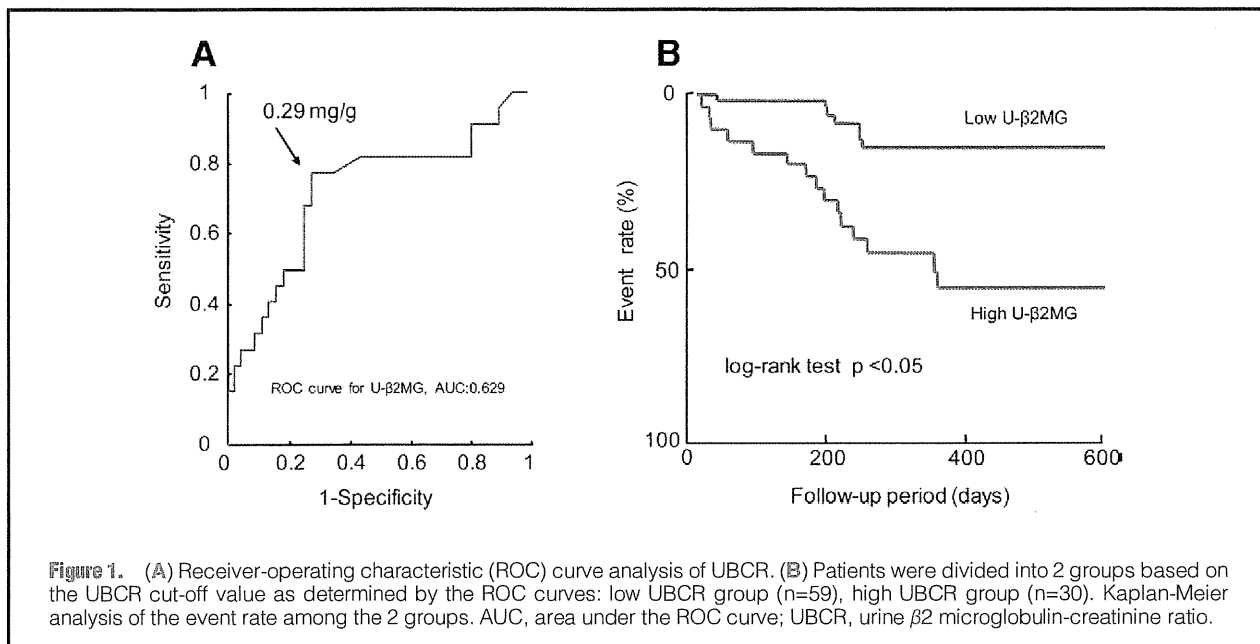 A
1
0.29 mg/g
0.8
0.6
Sensitivity
0.4
0.2
ROC curve for U-β2MG, AUC:0.629
0
0 0.2 0.4 0.6 0.8 1
1-Specificity
B
0
Low U-β2MG
Event rate (%)
50
High U-β2MG
log-rank test p <0.05
100
0 200 400 600
Follow-up period (days)
Figure 1. (A) Receiver-operating characteristic (ROC) curve analysis of UBCR. (B) Patients were divided into 2 groups based on
the UBCR cut-off value as determined by the ROC curves: low UBCR group (n=59), high UBCR group (n=30). Kaplan-Meier
analysis of the event rate among the 2 groups. AUC, area under the ROC curve; UBCR, urine β2 microglobulin-creatinine ratio.